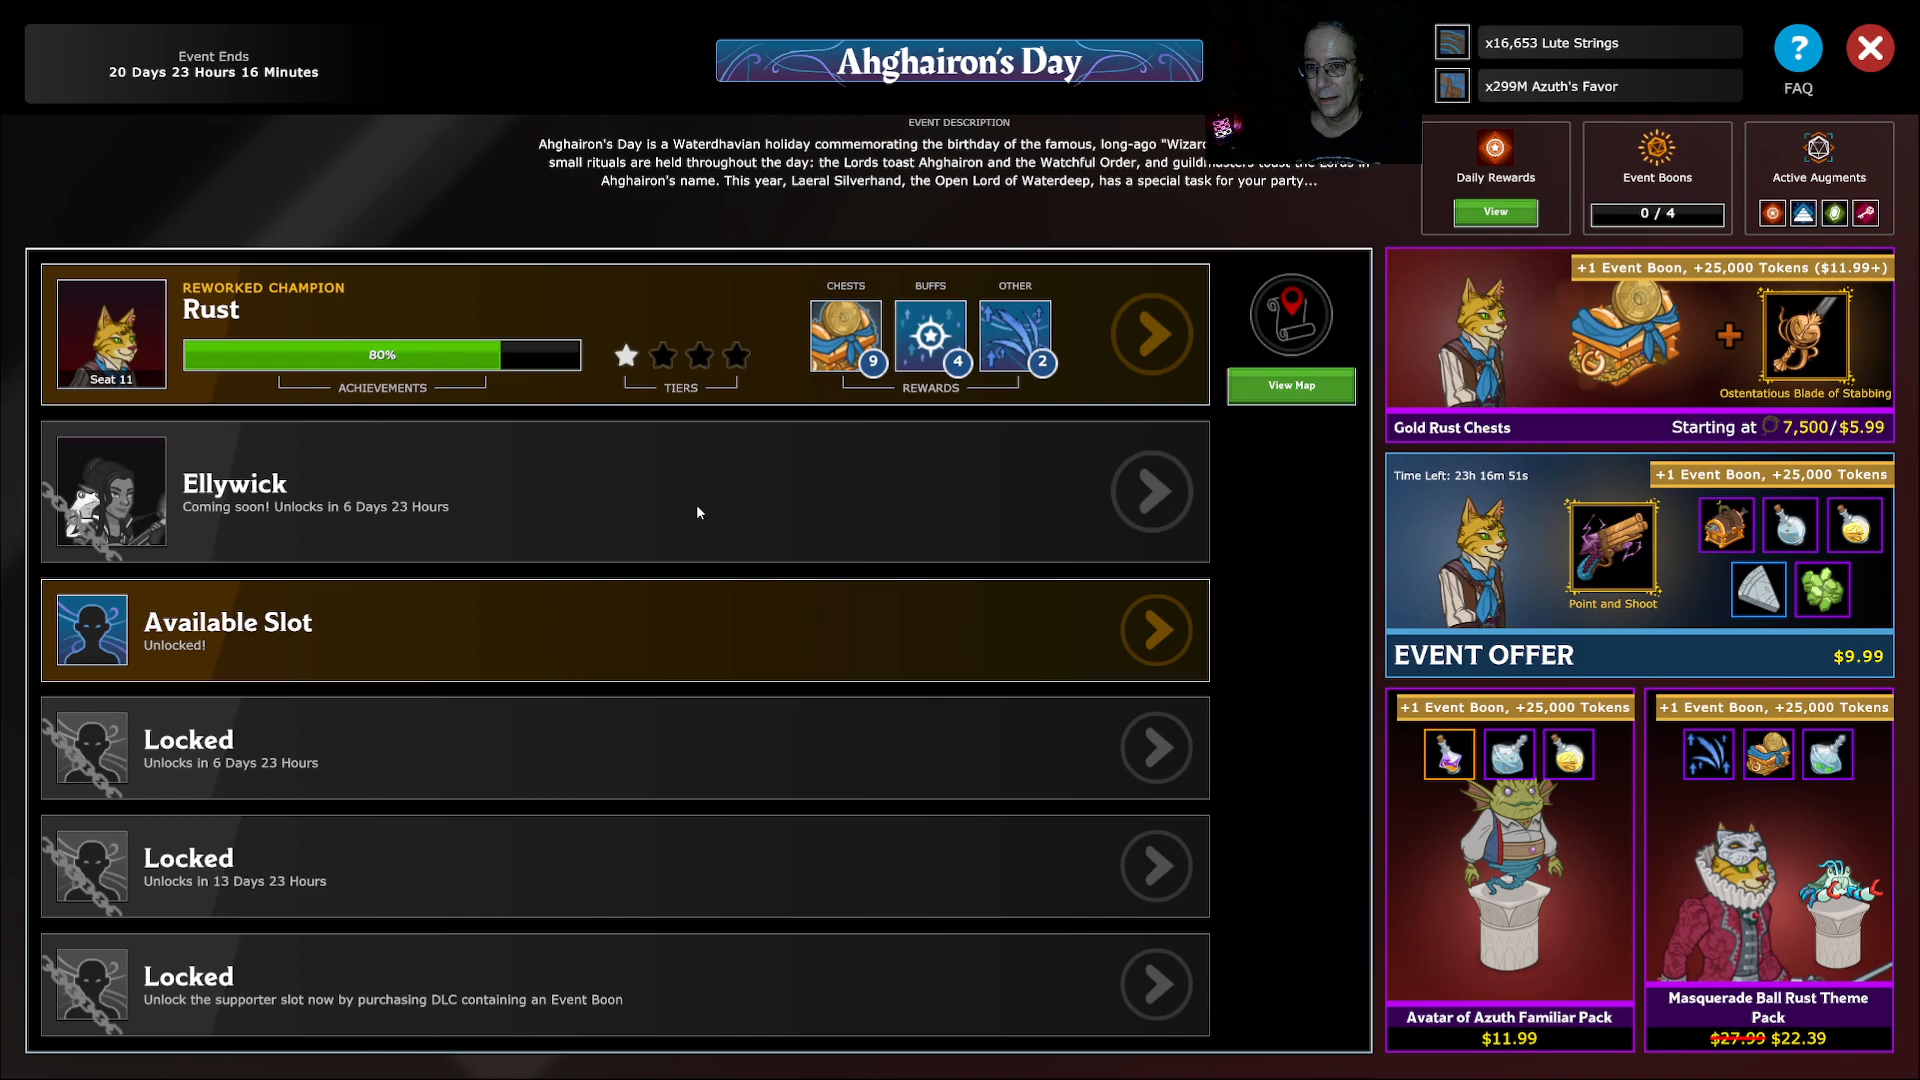 Event Ends
20 Days 23 Hours 16 Minutes
Ahghairon's Day
x16,653 Lute Strings
x299M Azuth's Favor
?
FAQ
EVENT DESCRIPTION
Ahghairon's Day is a Waterdhavian holiday commemorating the birthday of the famous, long-ago "Wizar
small rituals are held throughout the day: the Lords toast Ahghairon and the Watchful Order, and guildmasters toast the Lords in
Ahghairon's name. This year, Laeral Silverhand, the Open Lord of Waterdeep, has a special task for your party...
Daily Rewards
View
Event Boons
0 / 4
Active Augments
REWORKED CHAMPION
Rust
Seat 11
80%
ACHIEVEMENTS
TIERS
CHESTS
BUFFS
OTHER
9
4
2
REWARDS
View Map
Ellywick
Coming soon! Unlocks in 6 Days 23 Hours
Available Slot
Unlocked!
Locked
Unlocks in 6 Days 23 Hours
Locked
Unlocks in 13 Days 23 Hours
Locked
Unlock the supporter slot now by purchasing DLC containing an Event Boon
+1 Event Boon, +25,000 Tokens ($11.99+)
Ostentatious Blade of Stabbing
Gold Rust Chests
Starting at 7,500/$5.99
Time Left: 23h 16m 51s
+1 Event Boon, +25,000 Tokens
Point and Shoot
EVENT OFFER
$9.99
+1 Event Boon, +25,000 Tokens
Avatar of Azuth Familiar Pack
$11.99
+1 Event Boon, +25,000 Tokens
Masquerade Ball Rust Theme
Pack
$27.99 $22.39